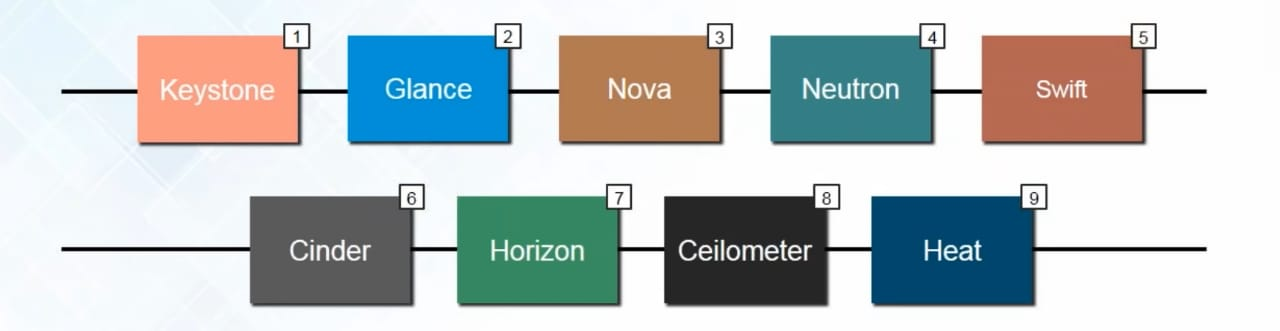 1
Keystone
2
Glance
3
Nova
4
Neutron
5
Swift
6
Cinder
7
Horizon
8
Ceilometer
9
Heat